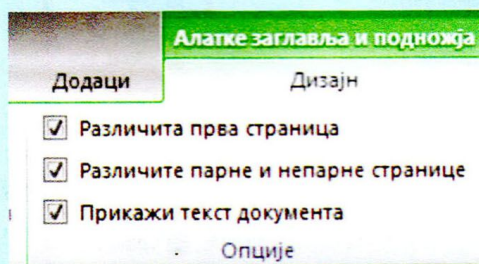 Алатке заглавља и подножја
Додаци Дизајн
Различита прва страница
Различите парне и непарне странице
Прикажи текст документа
Опције